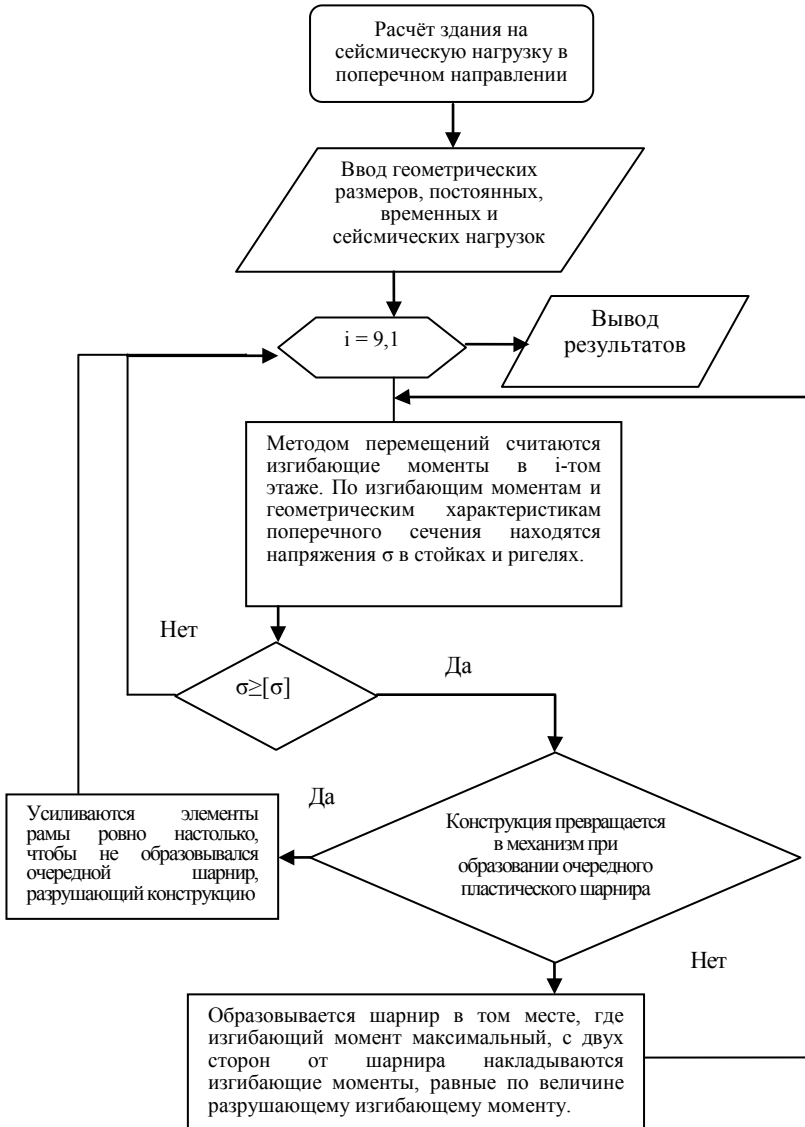 Расчёт здания на
сейсмическую нагрузку в
поперечном направлении
Ввод геометрических
размеров, постоянных,
временных и
сейсмических нагрузок
i = 9,1
Вывод
результатов
Методом перемещений считаются
изгибающие моменты в i-том
этаже. По изгибающим моментам и
геометрическим характеристикам
поперечного сечения находятся
напряжения σ в стойках и ригелях.
Нет
Да
σ≥[σ]
Да
Усиливаются элементы
рамы ровно настолько,
чтобы не образовывался
очередной шарнир,
разрушающий конструкцию
Конструкция превращается
в механизм при
образовании очередного
пластического шарнира
Нет
Образовывается шарнир в том месте, где
изгибающий момент максимальный, с двух
сторон от шарнира накладываются
изгибающие моменты, равные по величине
разрушающему изгибающему моменту.